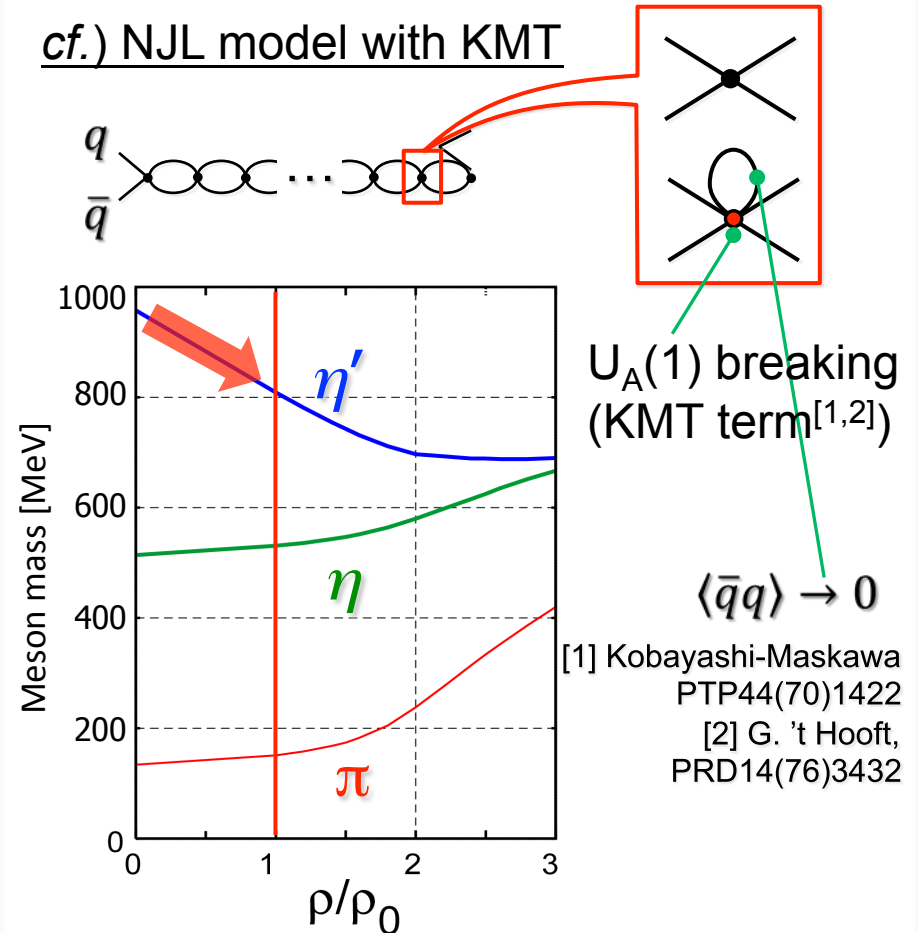 cf.) NJL model with KMT
q
q̄
...
U_A(1) breaking
(KMT term[1,2])
⟨q̄q⟩ → 0
[1] Kobayashi-Maskawa
PTP44(70)1422
[2] G. ’t Hooft,
PRD14(76)3432
Meson mass [MeV]
1000
800
600
400
200
0
η′
η
π
0 1 2 3
ρ/ρ₀